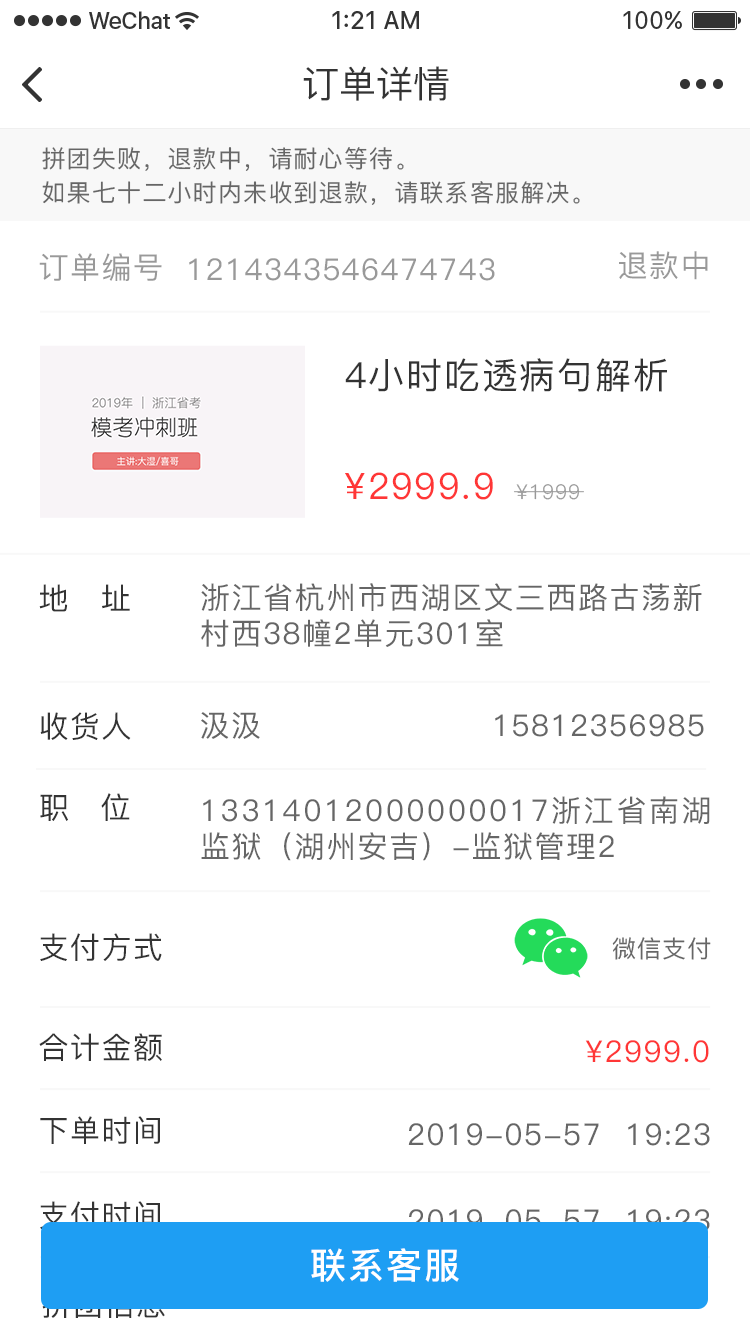 WeChat 1:21 AM 100%
订单详情
拼团失败，退款中，请耐心等待。
如果七十二小时内未收到退款，请联系客服解决。
订单编号 1214343546474743 退款中
2019年 | 浙江省考
模考冲刺班
主讲:大湿/喜哥
4小时吃透病句解析
¥2999.9 ¥1999
地 址 浙江省杭州市西湖区文三西路古荡新
村西38幢2单元301室
收货人 汲汲 15812356985
职 位 13314012000000017浙江省南湖
监狱（湖州安吉）-监狱管理2
支付方式 微信支付
合计金额 ¥2999.0
下单时间 2019-05-57 19:23
支付时间 2019-05-57 19:23
联系客服
拼团信息